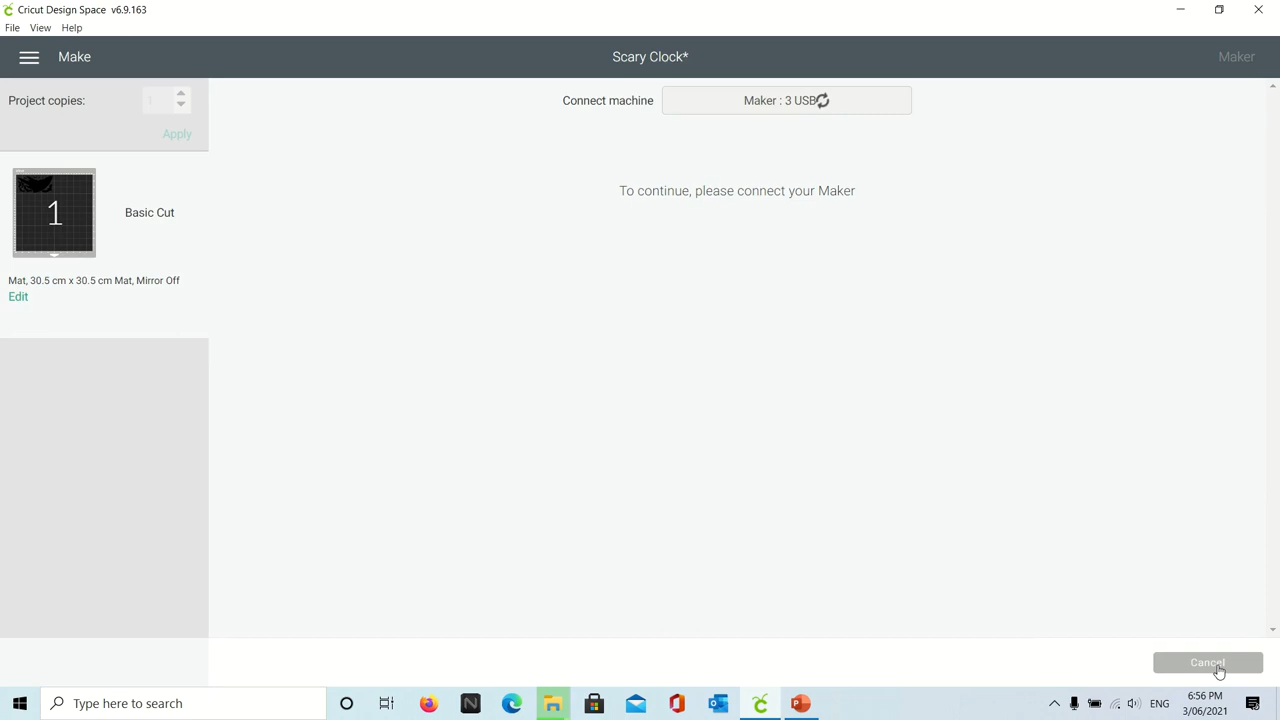 Cricut Design Space v6.9.163
File View Help
Make
Scary Clock*
Maker
Project copies:
1
Apply
Connect machine
Maker : 3 USB
To continue, please connect your Maker
1
Basic Cut
Mat, 30.5 cm x 30.5 cm Mat, Mirror Off
Edit
Cancel
Type here to search
N
ENG
6:56 PM
3/06/2021